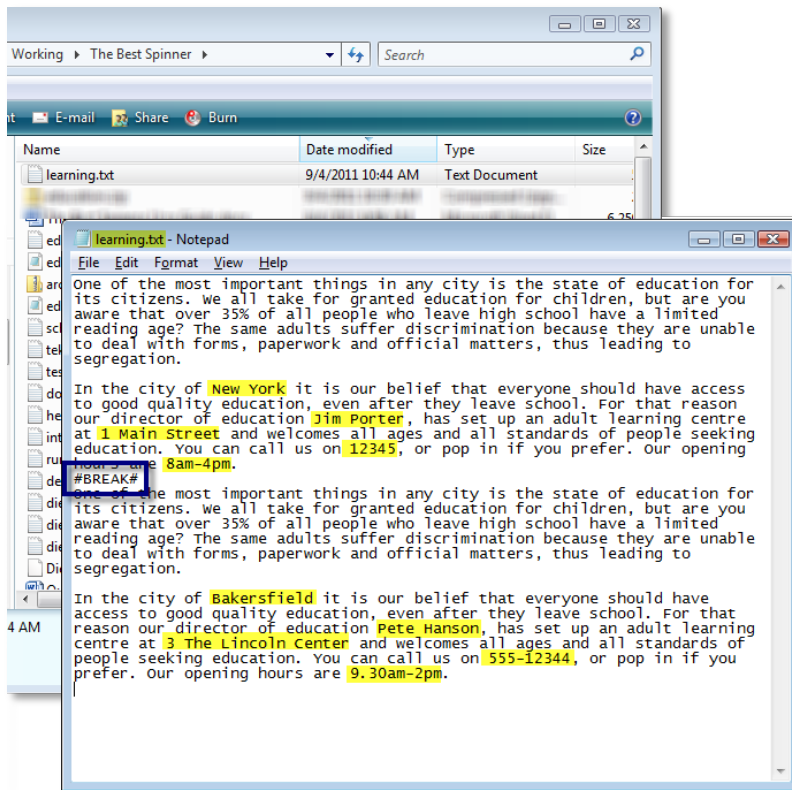 Working ▸ The Best Spinner ▸
Search
E-mail Share Burn
Name Date modified Type Size
learning.txt 9/4/2011 10:44 AM Text Document
learning.txt - Notepad
File Edit Format View Help
One of the most important things in any city is the state of education for
its citizens. We all take for granted education for children, but are you
aware that over 35% of all people who leave high school have a limited
reading age? The same adults suffer discrimination because they are unable
to deal with forms, paperwork and official matters, thus leading to
segregation.
In the city of New York it is our belief that everyone should have access
to good quality education, even after they leave school. For that reason
our director of education Jim Porter, has set up an adult learning centre
at 1 Main Street and welcomes all ages and all standards of people seeking
education. You can call us on 12345, or pop in if you prefer. Our opening
hours are 8am-4pm.
#BREAK#
One of the most important things in any city is the state of education for
its citizens. We all take for granted education for children, but are you
aware that over 35% of all people who leave high school have a limited
reading age? The same adults suffer discrimination because they are unable
to deal with forms, paperwork and official matters, thus leading to
segregation.
In the city of Bakersfield it is our belief that everyone should have
access to good quality education, even after they leave school. For that
reason our director of education Pete Hanson, has set up an adult learning
centre at 3 The Lincoln Center and welcomes all ages and all standards of
people seeking education. You can call us on 555-12344, or pop in if you
prefer. Our opening hours are 9.30am-2pm.
4 AM